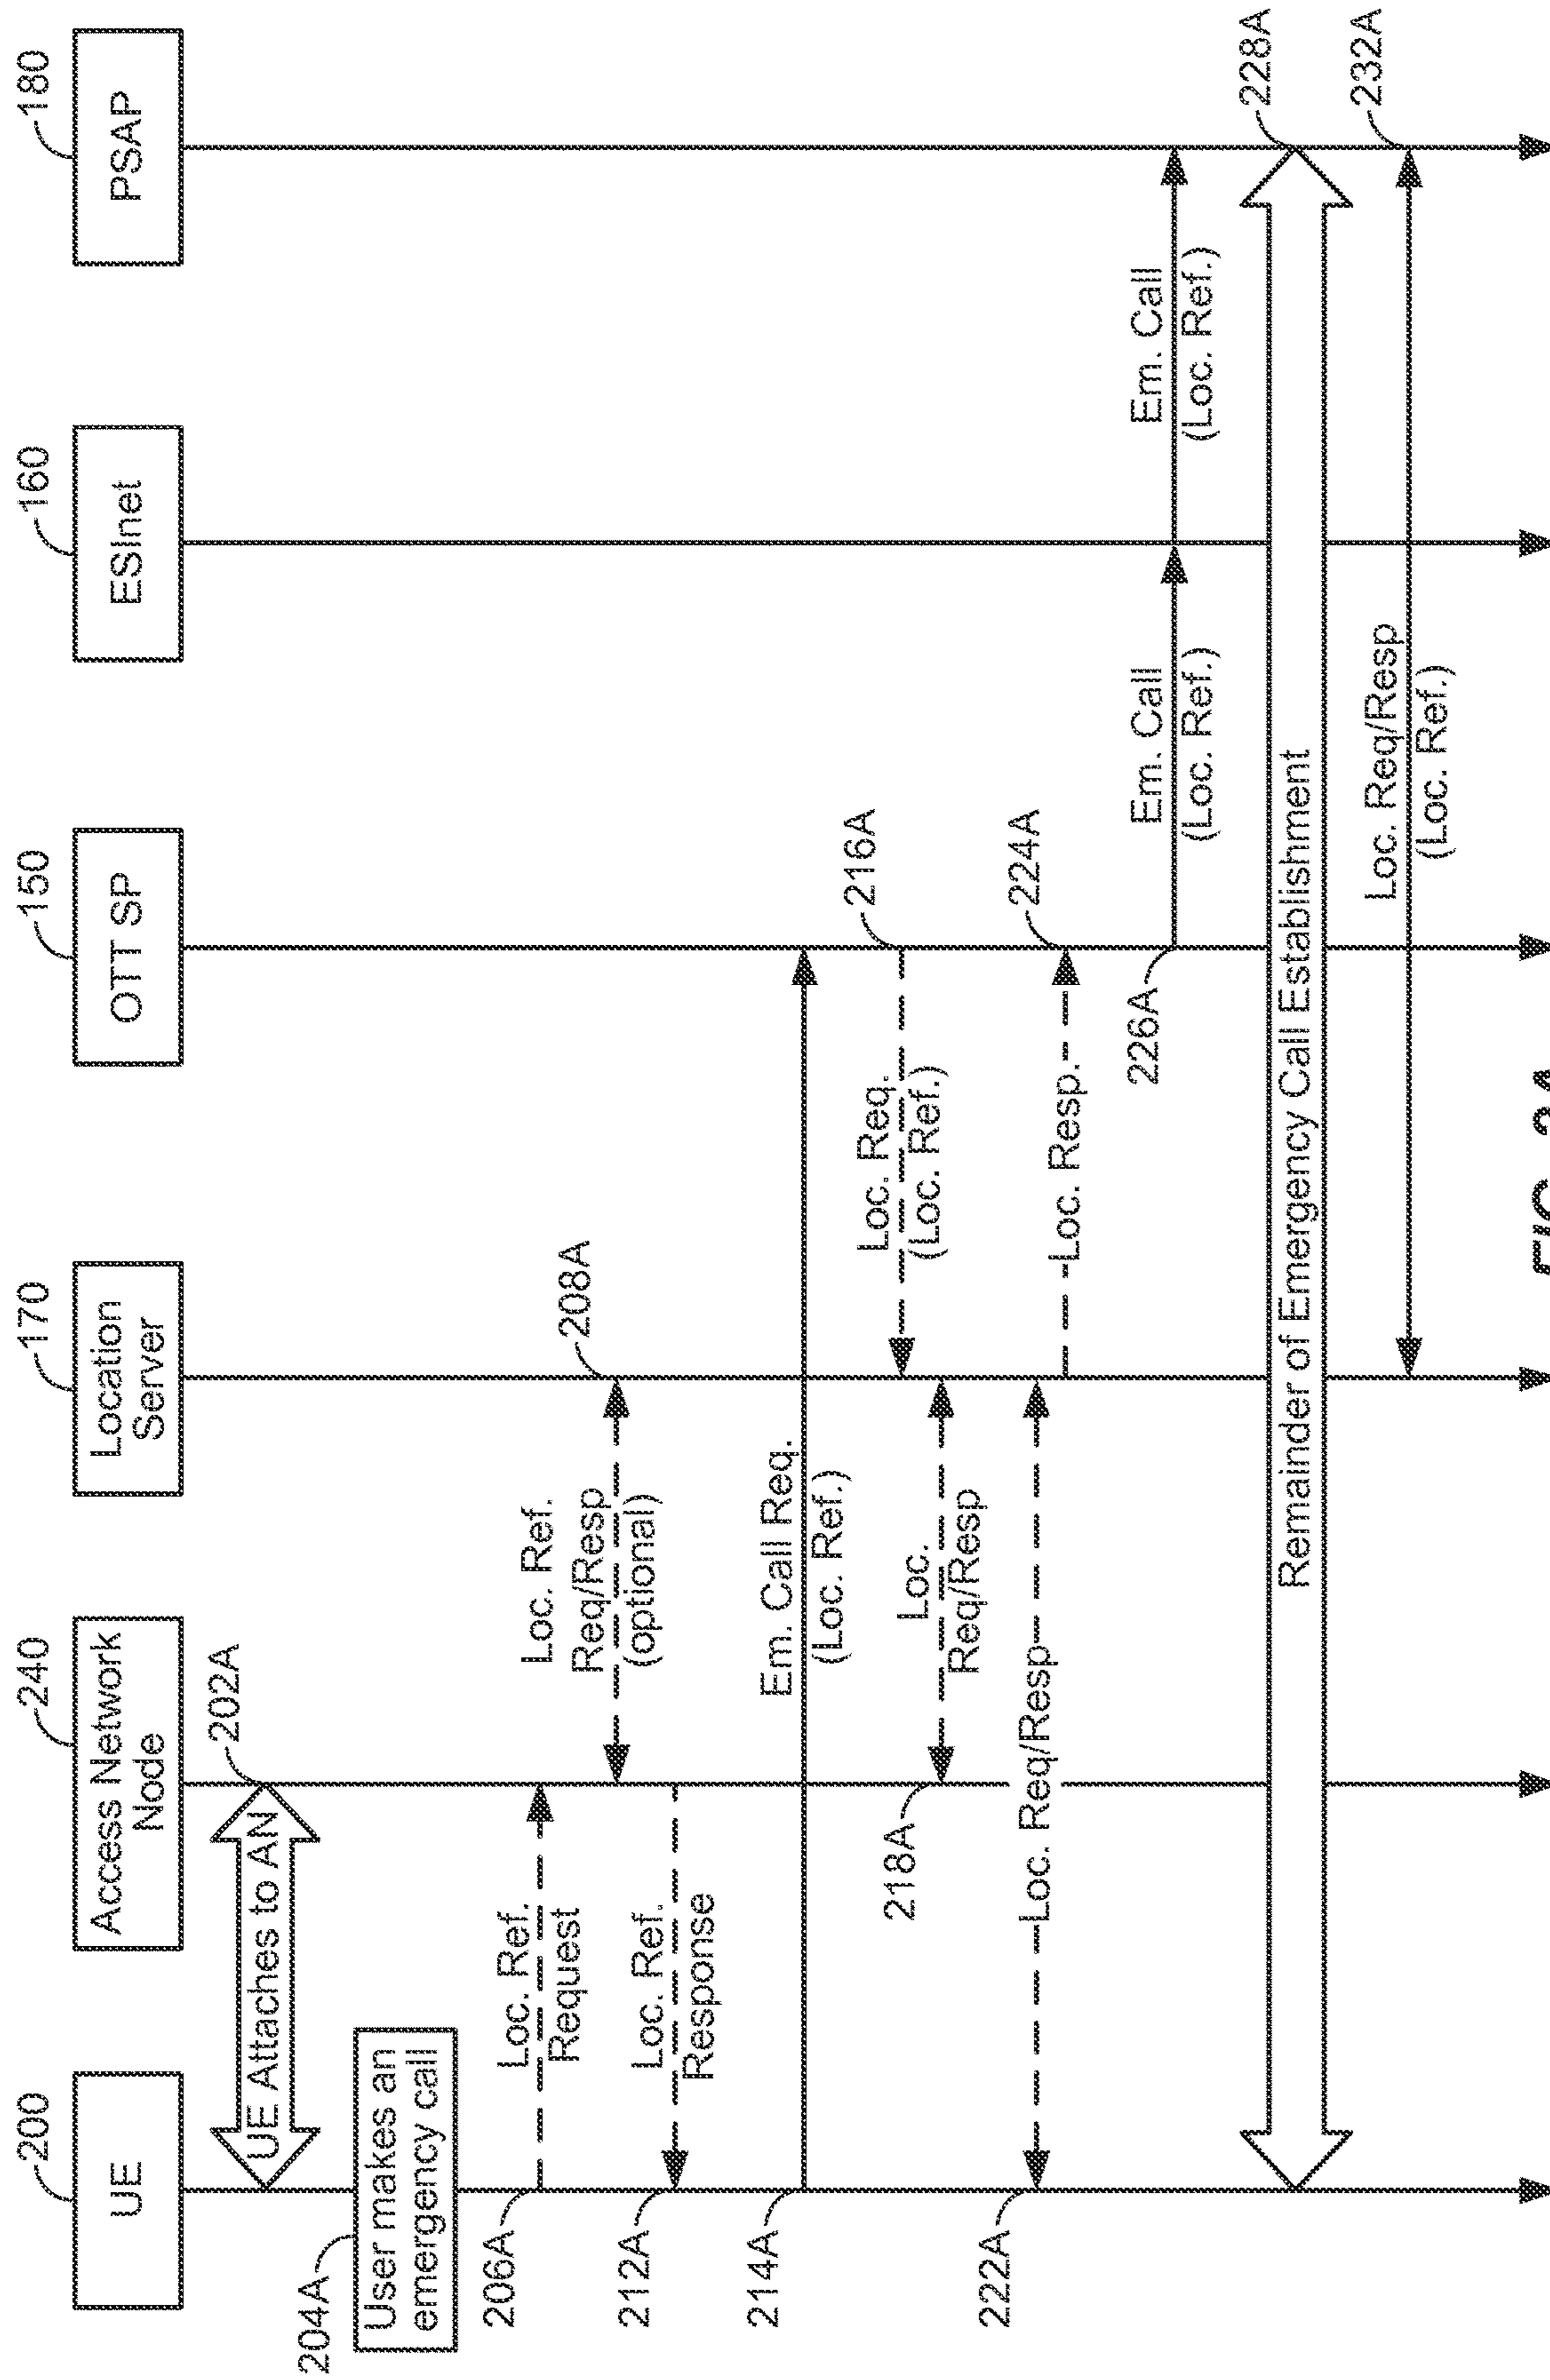 200
240
170
150
160
180
UE
Access Network
Node
Location
Server
OTT SP
ESInet
PSAP
202A
UE Attaches to AN
204A
User makes an
emergency call
206A
Loc. Ref.
Request
208A
Loc. Ref.
Req/Resp
(optional)
212A
Loc. Ref.
Response
214A
Em. Call Req.
(Loc. Ref.)
216A
Loc. Req.
(Loc. Ref.)
218A
Loc.
Req/Resp
222A
Loc. Req/Resp
224A
Loc. Resp.
226A
Em. Call
(Loc. Ref.)
Em. Call
(Loc. Ref.)
228A
Remainder of Emergency Call Establishment
232A
Loc. Req/Resp
(Loc. Ref.)